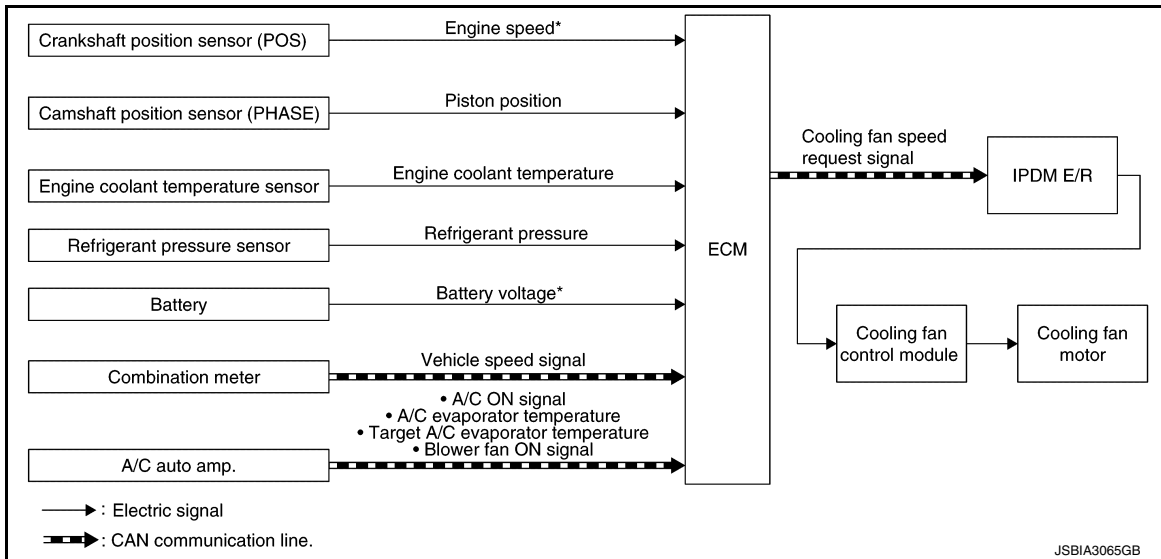 Crankshaft position sensor (POS)
Engine speed*
Camshaft position sensor (PHASE)
Piston position
Engine coolant temperature sensor
Engine coolant temperature
Refrigerant pressure sensor
Refrigerant pressure
Battery
Battery voltage*
Combination meter
Vehicle speed signal
A/C auto amp.
• A/C ON signal
• A/C evaporator temperature
• Target A/C evaporator temperature
• Blower fan ON signal
ECM
Cooling fan speed
request signal
IPDM E/R
Cooling fan
control module
Cooling fan
motor
: Electric signal
: CAN communication line.
JSBIA3065GB